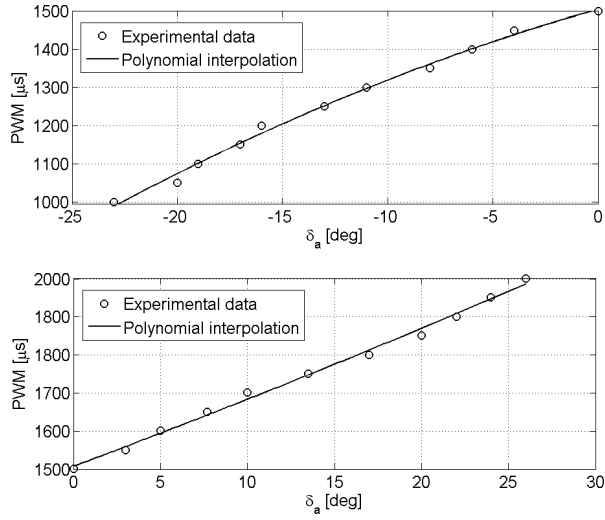 1500
1400
1300
1200
1100
1000
PWM [μs]
Experimental data
Polynomial interpolation
-25 -20 -15 -10 -5 0
δa [deg]
2000
1900
1800
1700
1600
1500
PWM [μs]
Experimental data
Polynomial interpolation
0 5 10 15 20 25 30
δa [deg]